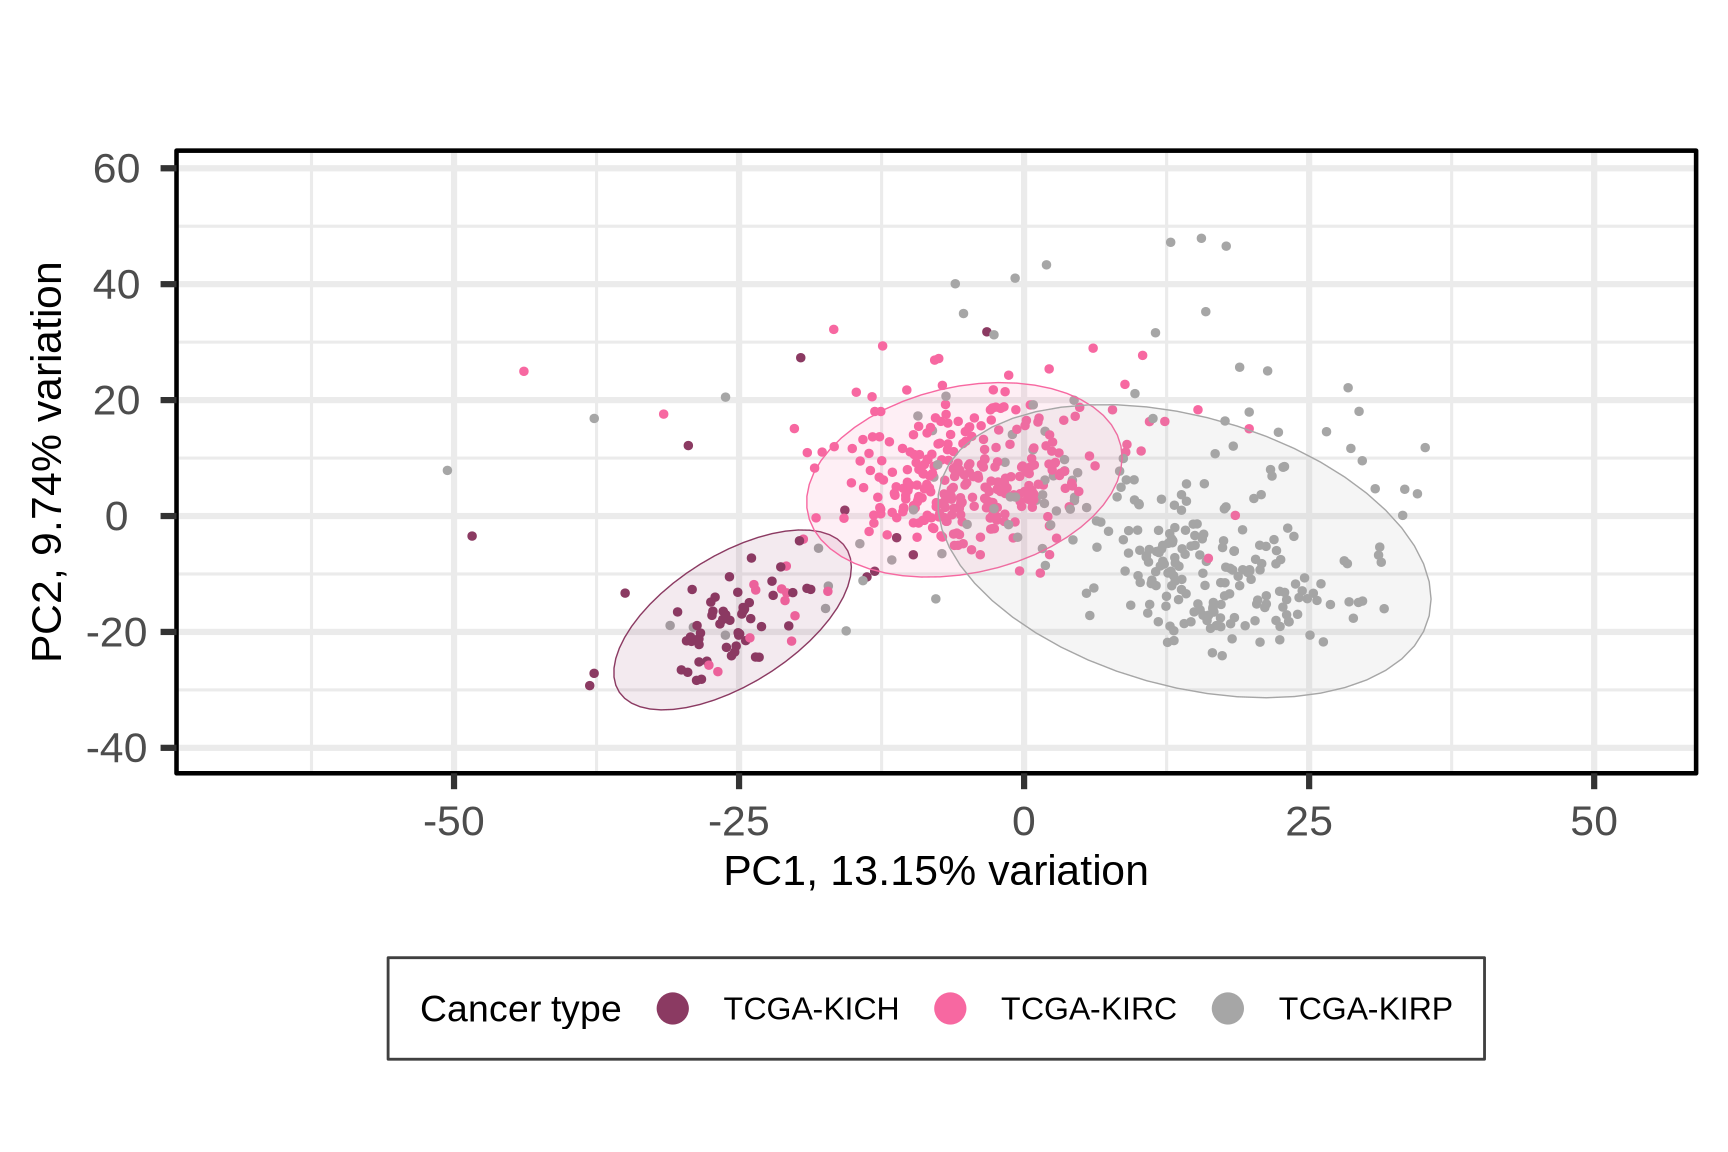 60
40
20
0
-20
-40
PC2, 9.74% variation
-50 -25 0 25 50
PC1, 13.15% variation
Cancer type TCGA-KICH TCGA-KIRC TCGA-KIRP